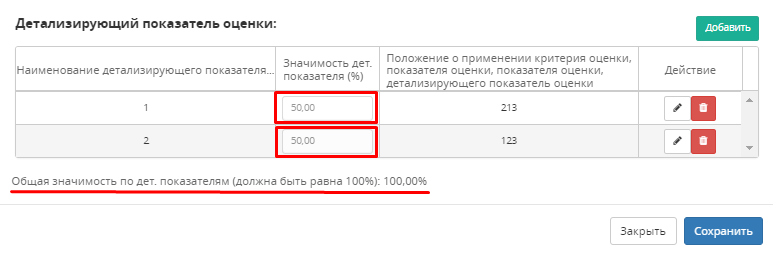 Детализирующий показатель оценки:
Добавить
Наименование детализирующего показателя...
Значимость дет.
показателя (%)
Положение о применении критерия оценки,
показателя оценки, показателя оценки,
детализирующего показатель оценки
Действие
1
50,00
213
2
50,00
123
Общая значимость по дет. показателям (должна быть равна 100%): 100,00%
Закрыть
Сохранить